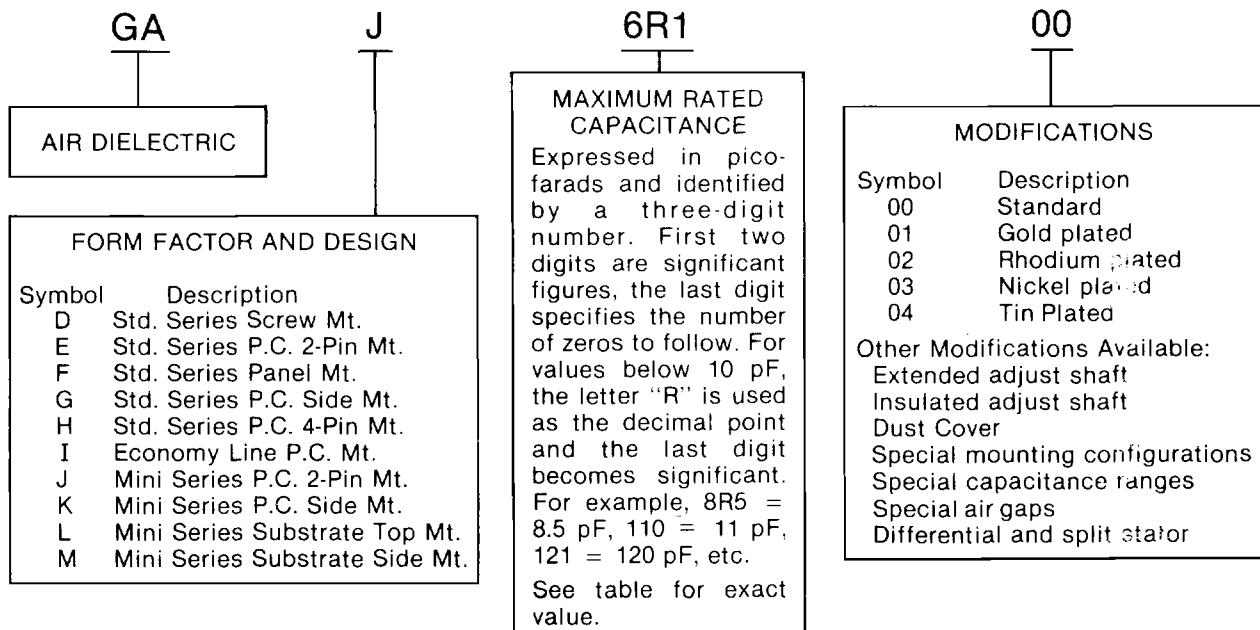 GA J 6R1 00
AIR DIELECTRIC
FORM FACTOR AND DESIGN
Symbol Description
D Std. Series Screw Mt.
E Std. Series P.C. 2-Pin Mt.
F Std. Series Panel Mt.
G Std. Series P.C. Side Mt.
H Std. Series P.C. 4-Pin Mt.
I Economy Line P.C. Mt.
J Mini Series P.C. 2-Pin Mt.
K Mini Series P.C. Side Mt.
L Mini Series Substrate Top Mt.
M Mini Series Substrate Side Mt.
MAXIMUM RATED
CAPACITANCE
Expressed in pico-
farads and identified
by a three-digit
number. First two
digits are significant
figures, the last digit
specifies the number
of zeros to follow. For
values below 10 pF,
the letter "R" is used
as the decimal point
and the last digit
becomes significant.
For example, 8R5 =
8.5 pF, 110 = 11 pF,
121 = 120 pF, etc.
See table for exact
value.
MODIFICATIONS
Symbol Description
00 Standard
01 Gold plated
02 Rhodium plated
03 Nickel plated
04 Tin Plated
Other Modifications Available:
Extended adjust shaft
Insulated adjust shaft
Dust Cover
Special mounting configurations
Special capacitance ranges
Special air gaps
Differential and split stator